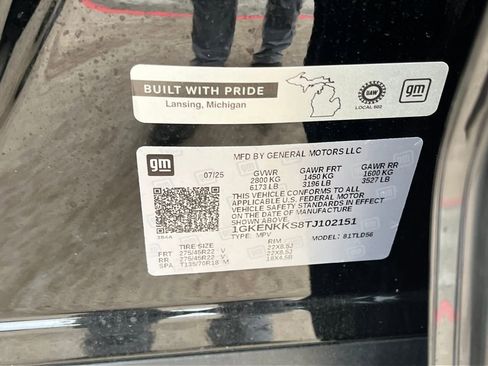 BUILT WITH PRIDE
Lansing, Michigan
UAW
LOCAL 602
gm
gm
MFD BY GENERAL MOTORS LLC
07/25 GVWR GAWR FRT GAWR RR
2800 KG 1450 KG 1600 KG
6173 LB 3196 LB 3527 LB
THIS VEHICLE CONFORMS TO ALL
APPLICABLE U.S. FEDERAL MOTOR
VEHICLE SAFETY STANDARDS IN EFFECT
ON THE DATE OF MANUFACTURE
SHOWN ABOVE.
1GKENKKS8TJ102151
TYPE: MPV MODEL: 81TLD56
TIRE SIZE RIM
FRT 275/45R22 V 22X8.5J
RR 275/45R22 V 22X8.5J
SPA T135/70R18 M 18X4.5B